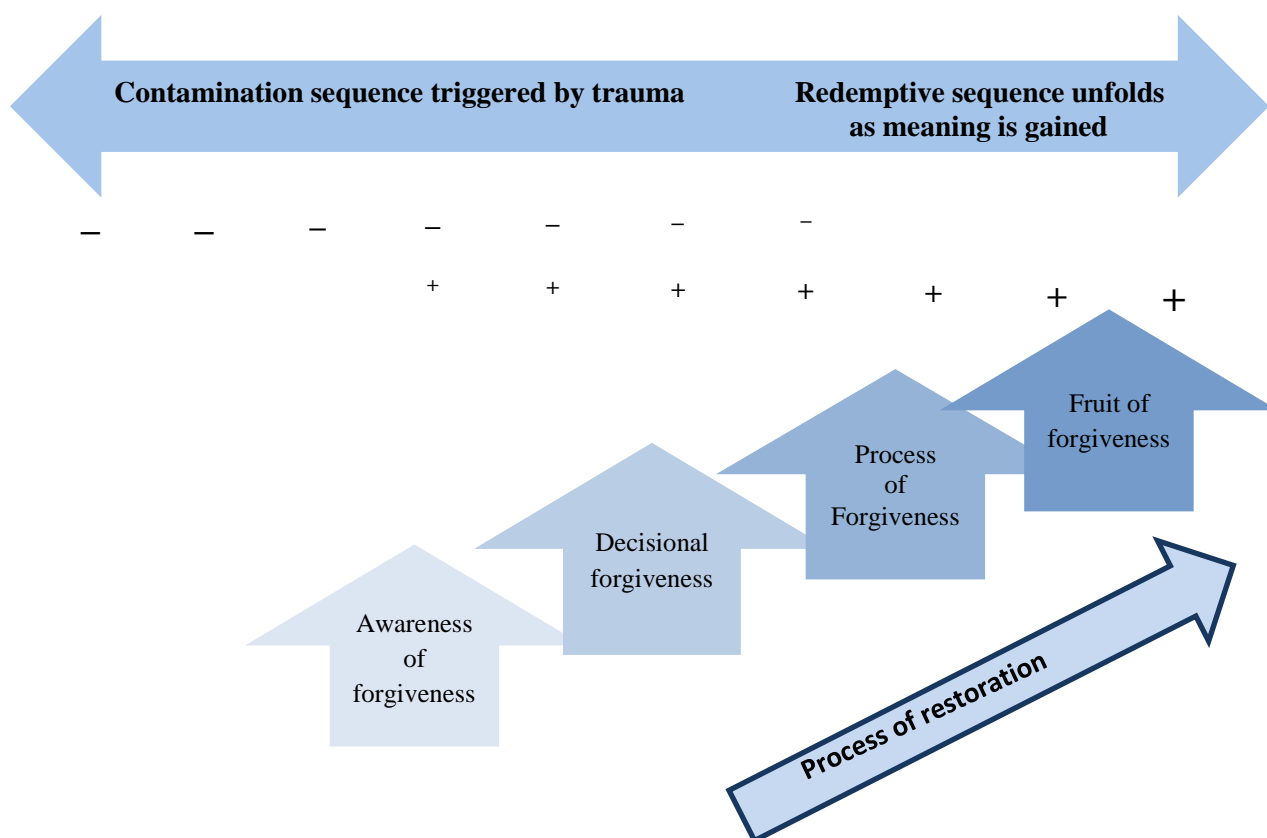 Contamination sequence triggered by trauma
Redemptive sequence unfolds
as meaning is gained
− − − − − − −
+ + + + + + +
Fruit of
forgiveness
Process
of
Forgiveness
Decisional
forgiveness
Awareness
of
forgiveness
Process of restoration